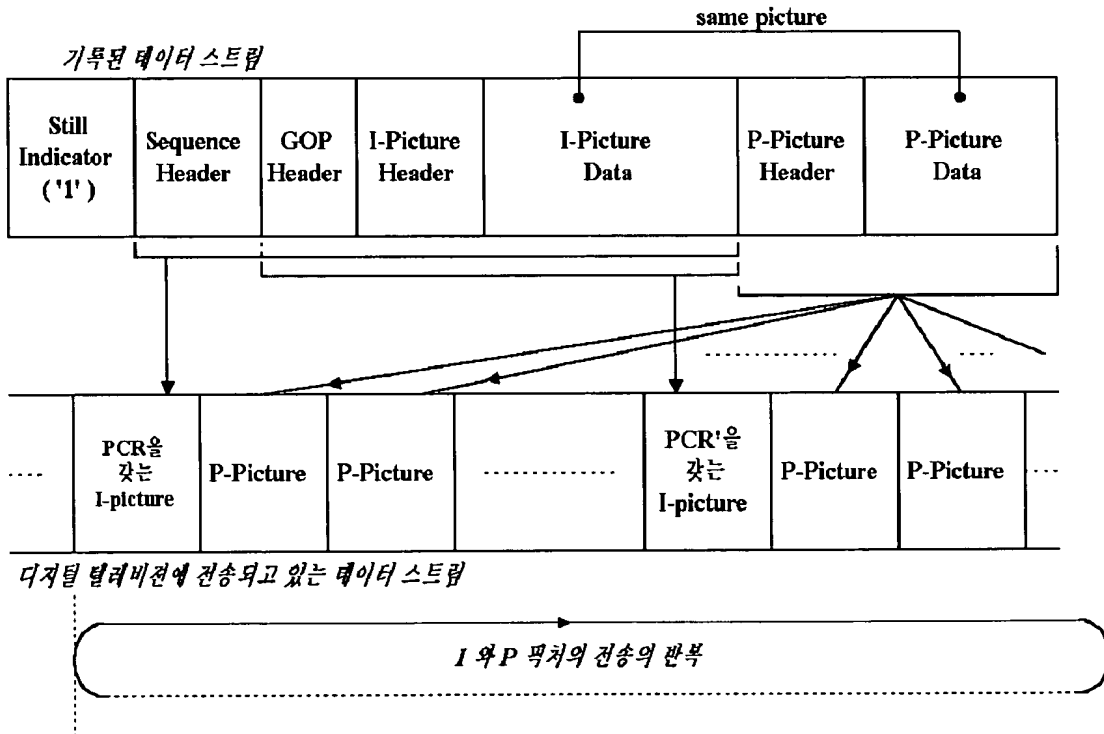 same picture
기록된 데이터 스트림
Still
Indicator
( '1' )
Sequence
Header
GOP
Header
I-Picture
Header
I-Picture
Data
P-Picture
Header
P-Picture
Data
PCR을
갖는
I-picture
P-Picture
P-Picture
PCR'을
갖는
I-picture
P-Picture
P-Picture
디지털 텔레비전에 전송되고 있는 데이터 스트림
I 와 P 픽처의 전송의 반복